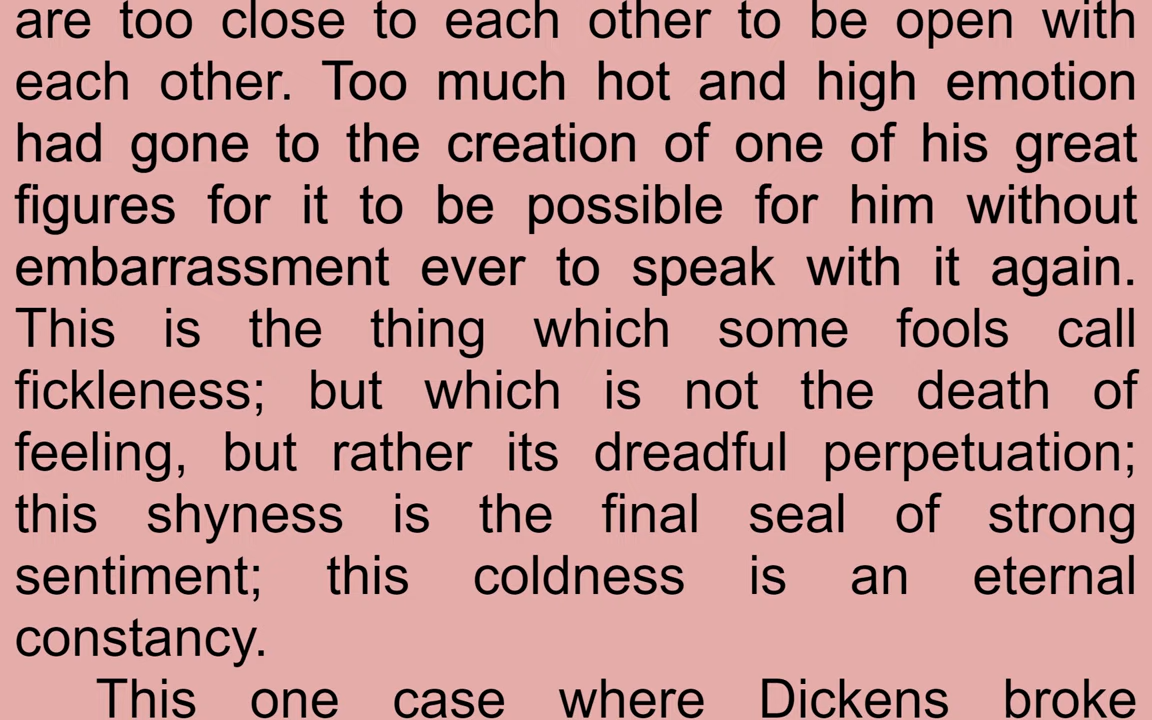 are too close to each other to be open with
each other. Too much hot and high emotion
had gone to the creation of one of his great
figures for it to be possible for him without
embarrassment ever to speak with it again.
This is the thing which some fools call
fickleness; but which is not the death of
feeling, but rather its dreadful perpetuation;
this shyness is the final seal of strong
sentiment; this coldness is an eternal
constancy.
This one case where Dickens broke